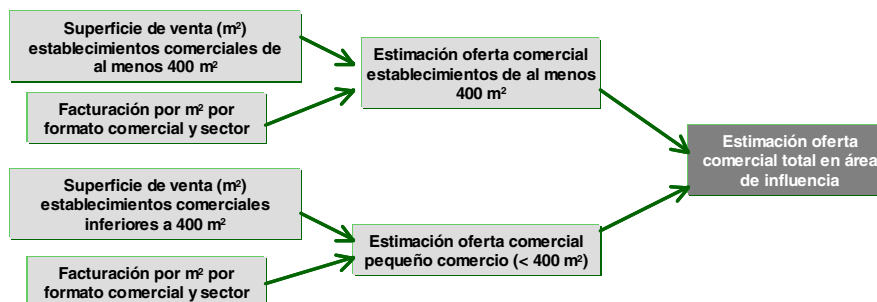 Superficie de venta (m²)
establecimientos comerciales de
al menos 400 m²
Facturación por m² por
formato comercial y sector
Estimación oferta comercial
establecimientos de al menos
400 m²
Superficie de venta (m²)
establecimientos comerciales
inferiores a 400 m²
Facturación por m² por
formato comercial y sector
Estimación oferta comercial
pequeño comercio (< 400 m²)
Estimación oferta
comercial total en área
de influencia